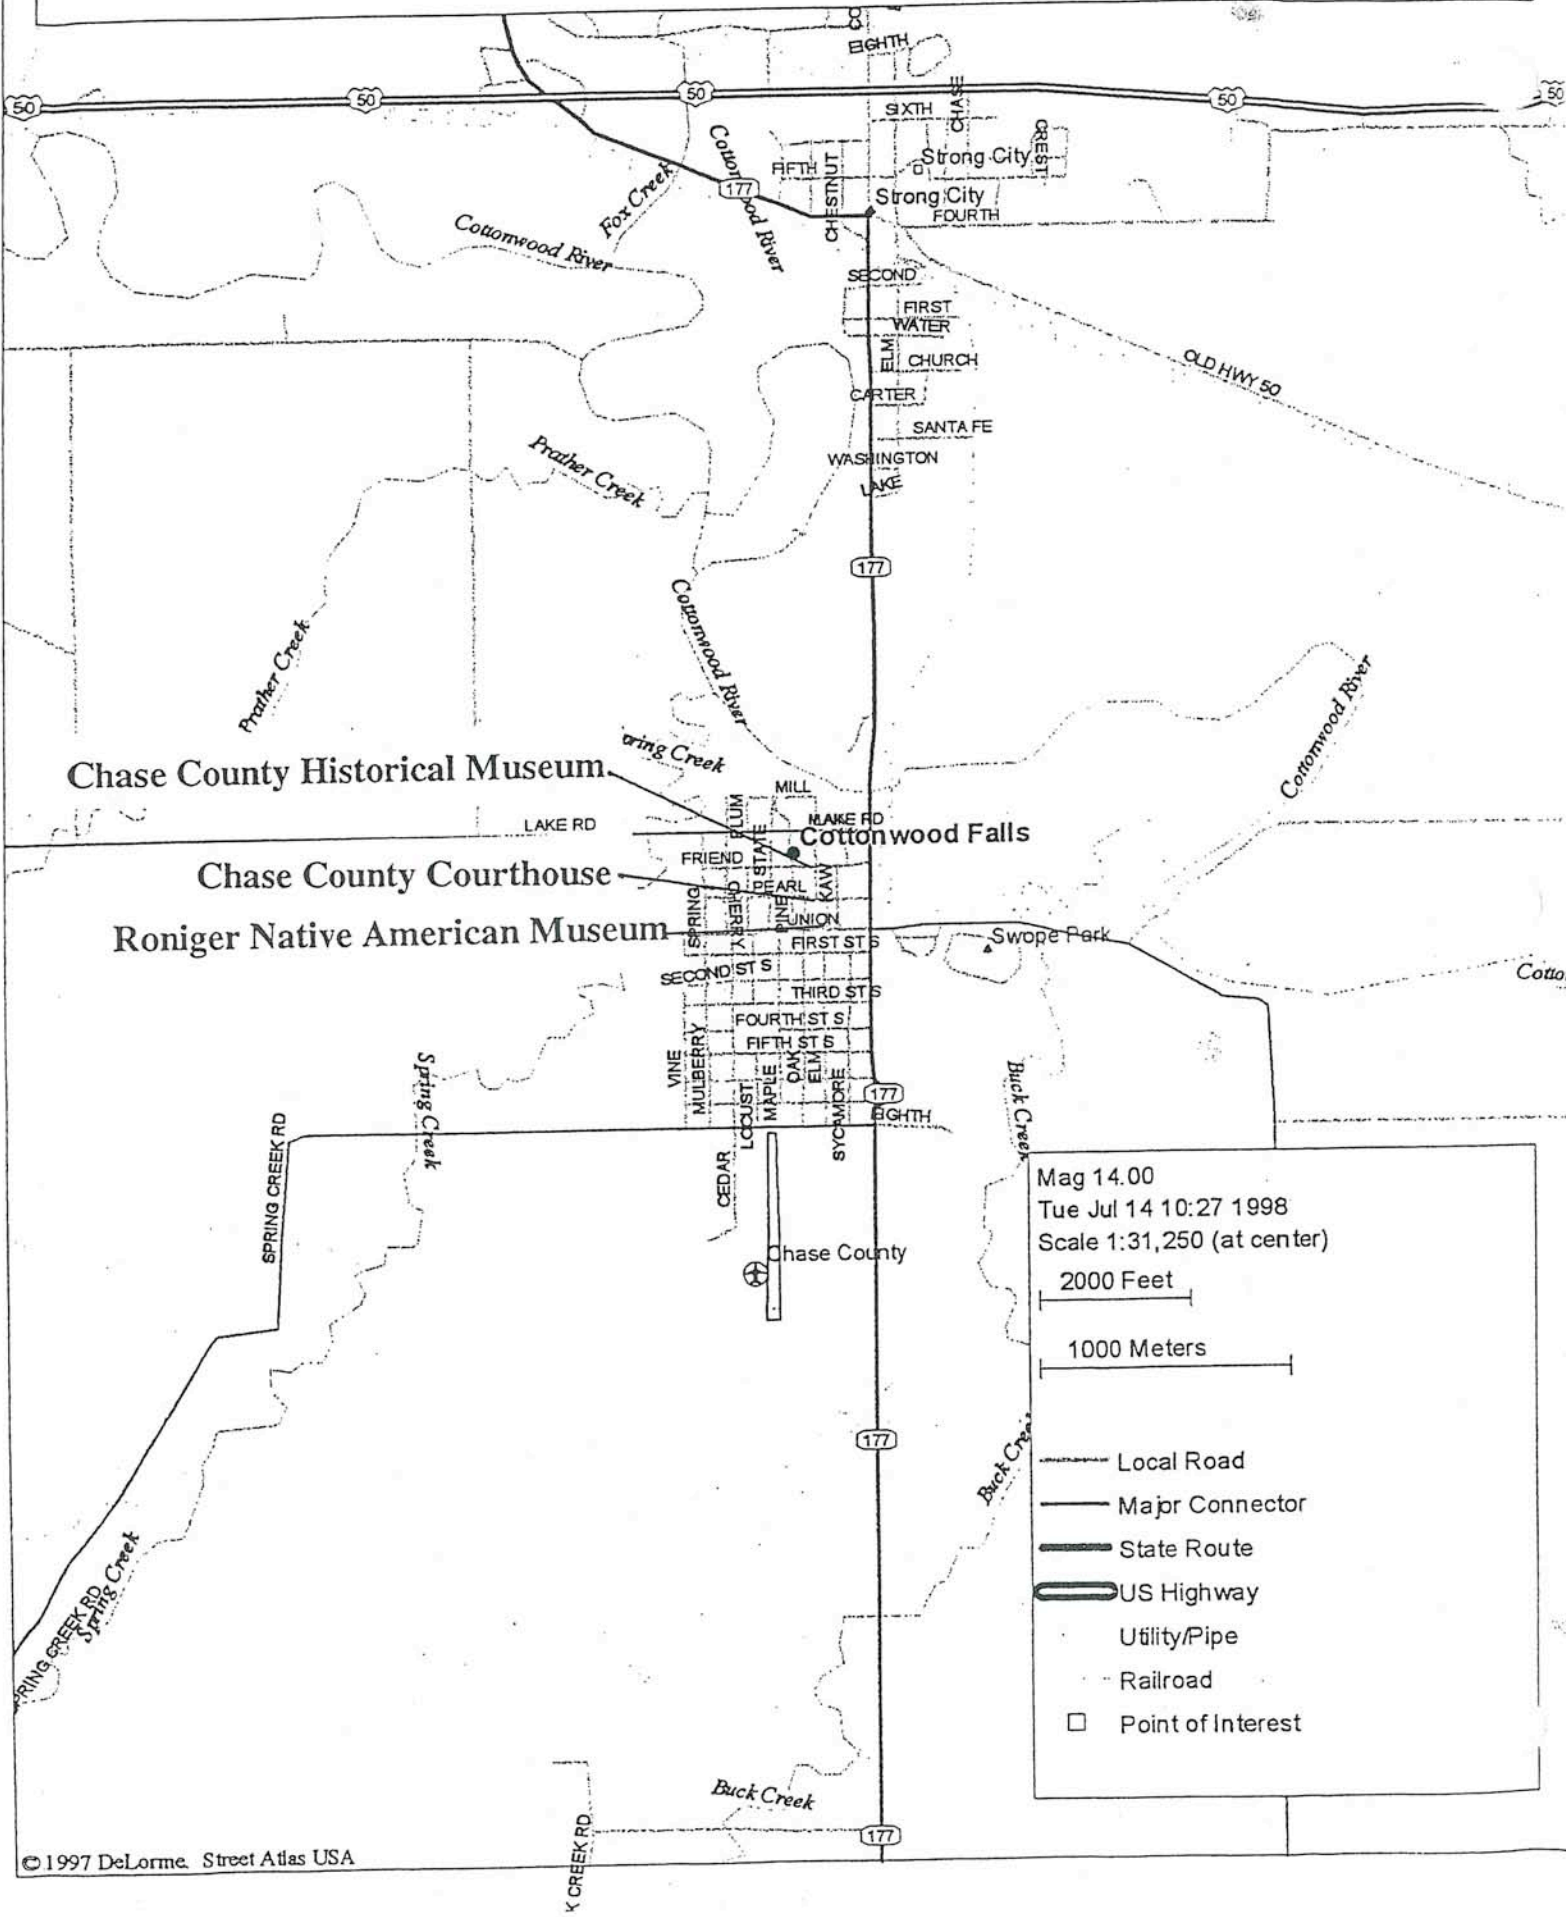 CO
EIGHTH
50
50
50
50
50
SIXTH
CHASE
CREST
Strong City
FIFTH
CHESTNUT
Cottonwood River
177
Fox Creek
Strong City
FOURTH
Cottonwood River
SECOND
FIRST
WATER
ELM
CHURCH
OLD HWY 50
CARTER
SANTA FE
Prather Creek
WASHINGTON
LAKE
177
Cottonwood River
Prather Creek
Cottonwood River
pring Creek
Chase County Historical Museum
MILL
PLUM
LAKE RD
LAKE RD
STATE
Cottonwood Falls
FRIEND
Chase County Courthouse
PEARL
KAW
SPRING
CHERRY
PINE
UNION
Roniger Native American Museum
FIRST ST S
Swope Park
SECOND ST S
Cotto
THIRD ST S
FOURTH ST S
FIFTH ST S
VINE
MULBERRY
OAK
ELM
MAPLE
LOCUST
SYCAMORE
177
EIGHTH
Spring Creek
Buck Creek
SPRING CREEK RD
CEDAR
Chase County
Mag 14.00
Tue Jul 14 10:27 1998
Scale 1:31,250 (at center)
2000 Feet
1000 Meters
177
Buck Cree
Local Road
Major Connector
State Route
US Highway
Utility/Pipe
Railroad
Point of Interest
Spring Creek
PRING CREEK RD
Buck Creek
177
K CREEK RD
© 1997 DeLorme. Street Atlas USA